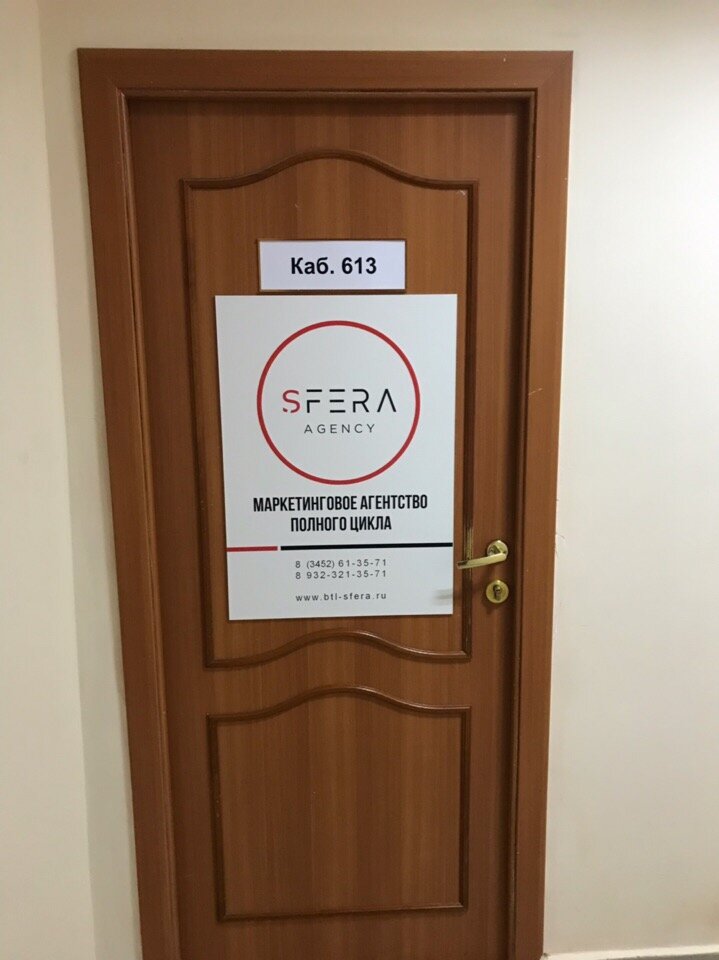 Каб. 613
SFERA
AGENCY
МАРКЕТИНГОВОЕ АГЕНТСТВО
ПОЛНОГО ЦИКЛА
8 (3452) 61-35-71
8 932-321-35-71
www.btl-sfera.ru